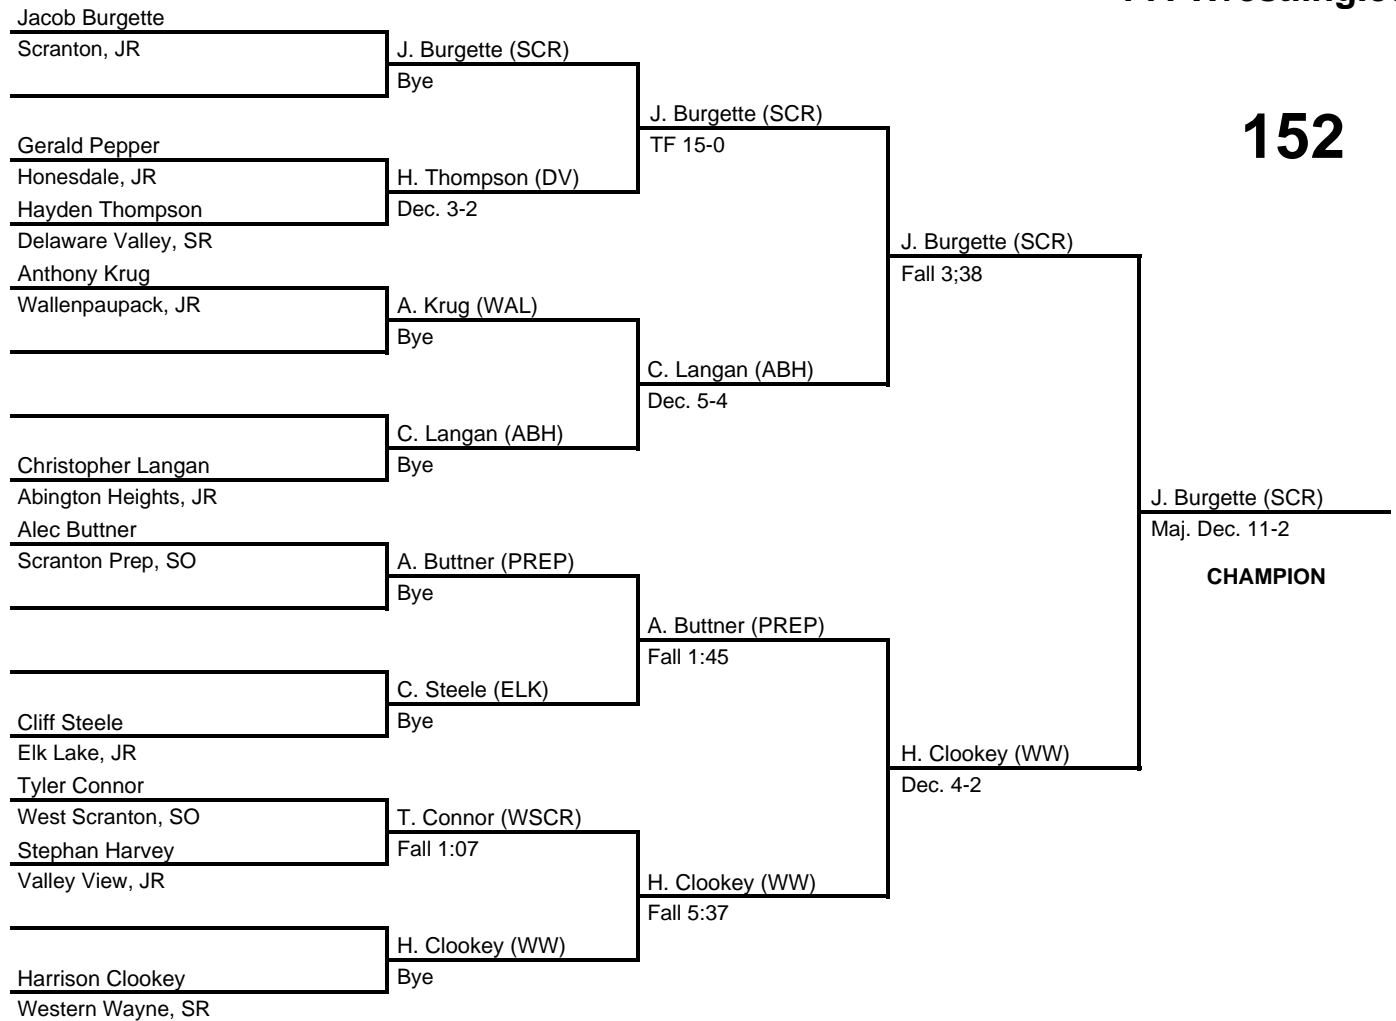 Jacob Burgette
Scranton, JR
J. Burgette (SCR)
Bye
J. Burgette (SCR)
TF 15-0
152
Gerald Pepper
Honesdale, JR
H. Thompson (DV)
Hayden Thompson
Dec. 3-2
Delaware Valley, SR
J. Burgette (SCR)
Anthony Krug
Fall 3;38
Wallenpaupack, JR
A. Krug (WAL)
Bye
C. Langan (ABH)
Dec. 5-4
C. Langan (ABH)
Christopher Langan
Bye
Abington Heights, JR
J. Burgette (SCR)
Alec Buttner
Maj. Dec. 11-2
Scranton Prep, SO
A. Buttner (PREP)
CHAMPION
Bye
A. Buttner (PREP)
Fall 1:45
C. Steele (ELK)
Cliff Steele
Bye
Elk Lake, JR
H. Clookey (WW)
Tyler Connor
Dec. 4-2
West Scranton, SO
T. Connor (WSCR)
Stephan Harvey
Fall 1:07
Valley View, JR
H. Clookey (WW)
Fall 5:37
H. Clookey (WW)
Harrison Clookey
Bye
Western Wayne, SR